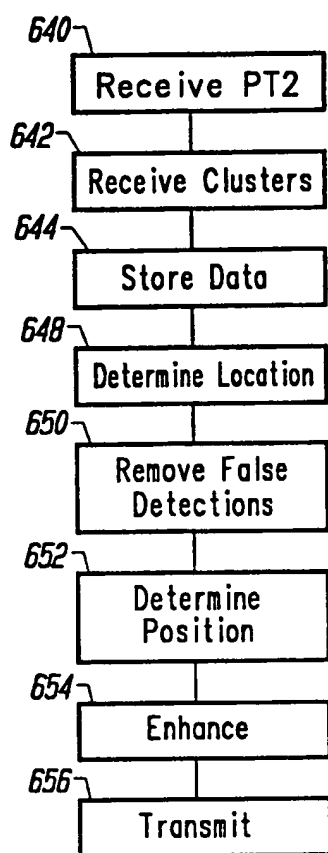 640
Receive PT2
642
Receive Clusters
644
Store Data
648
Determine Location
650
Remove False
Detections
652
Determine
Position
654
Enhance
656
Transmit